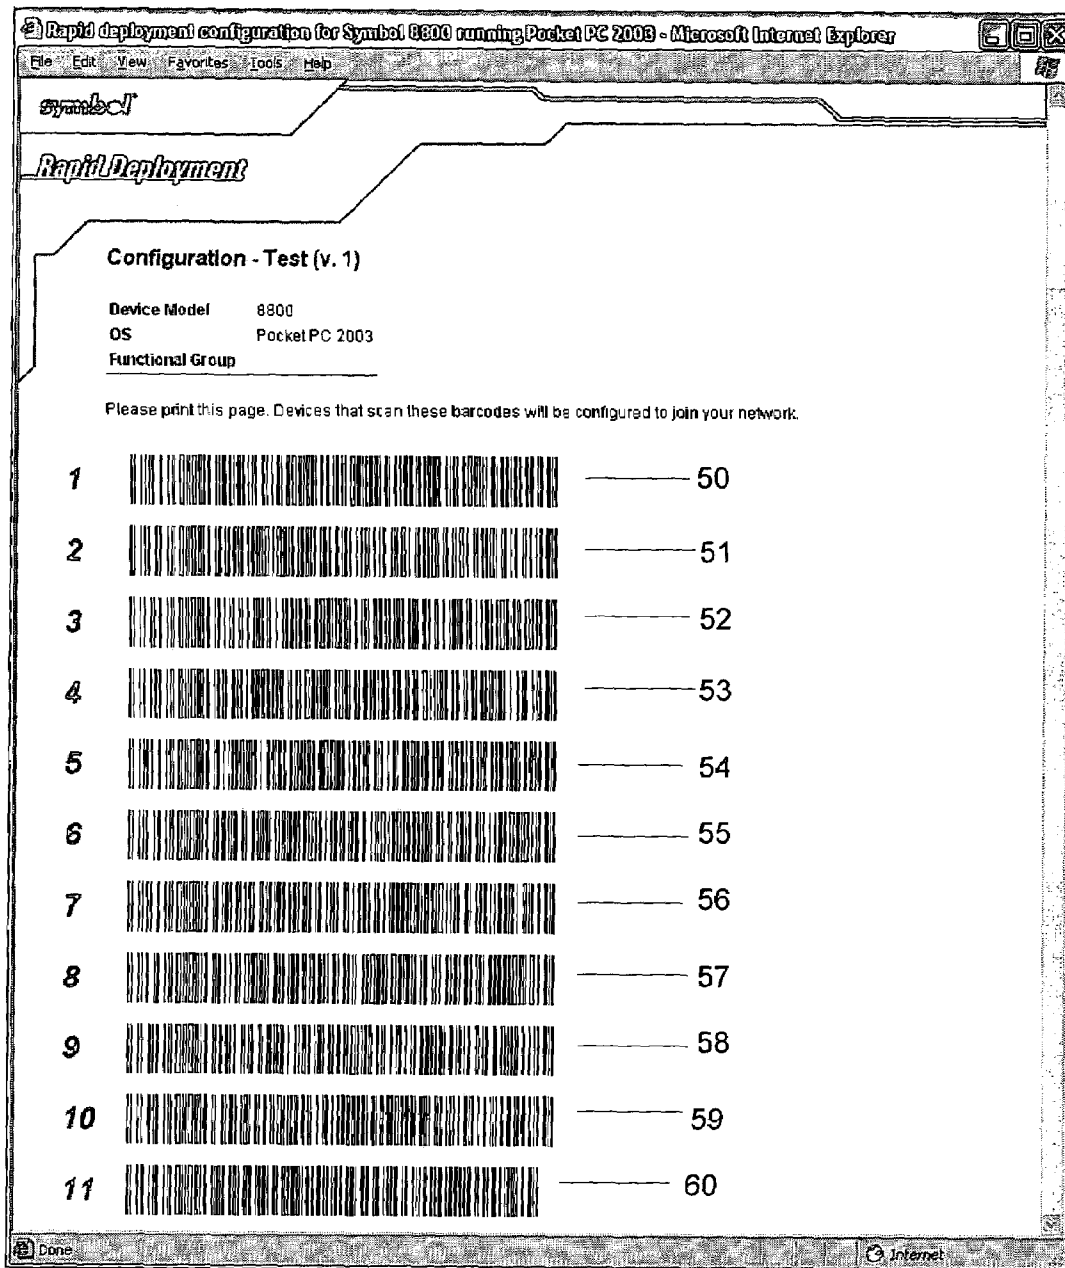 Rapid deployment configuration for Symbol 8800 running Pocket PC 2003 - Microsoft Internet Explorer
File Edit View Favorites Tools Help
symbol
Rapid Deployment
Configuration - Test (v. 1)
Device Model 8800
OS Pocket PC 2003
Functional Group
Please print this page. Devices that scan these barcodes will be configured to join your network.
1 50
2 51
3 52
4 53
5 54
6 55
7 56
8 57
9 58
10 59
11 60
Done Internet